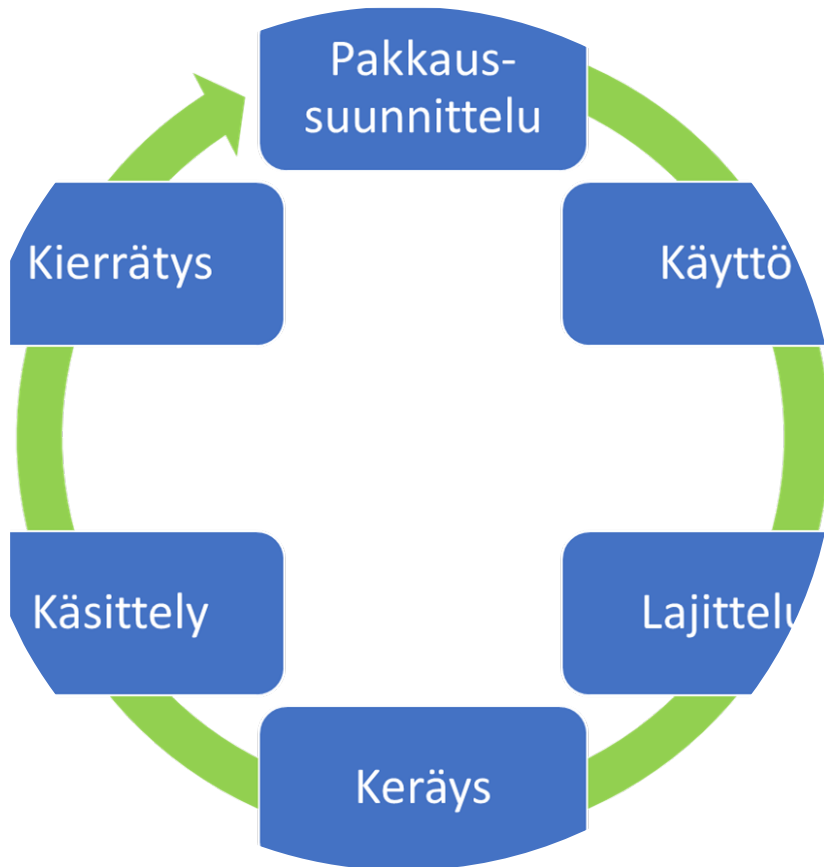 Pakkaus-
suunnittelu
Käyttö
Lajittelu
Keräys
Käsittely
Kierrätys